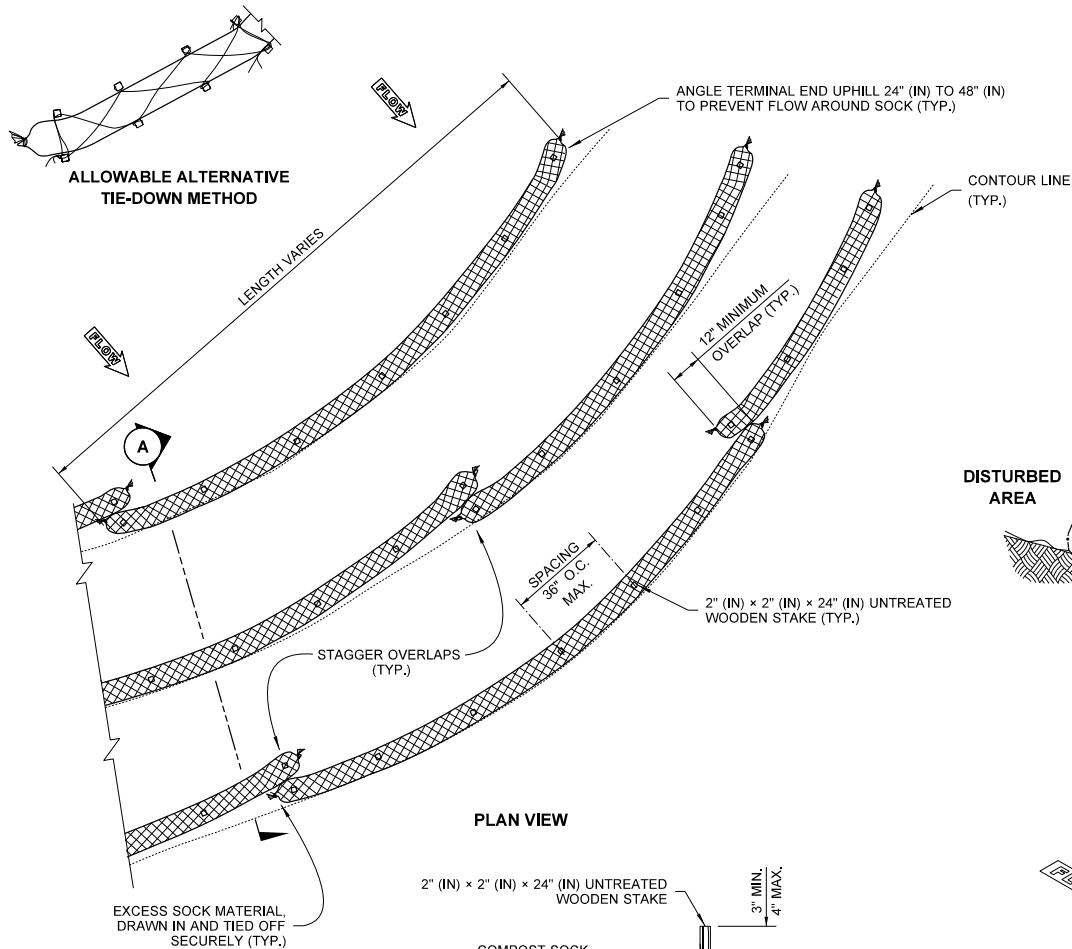 ALLOWABLE ALTERNATIVE
TIE-DOWN METHOD
FLOW
ANGLE TERMINAL END UPHILL 24" (IN) TO 48" (IN)
TO PREVENT FLOW AROUND SOCK (TYP.)
CONTOUR LINE
(TYP.)
LENGTH VARIES
FLOW
12" MINIMUM
OVERLAP (TYP.)
A
DISTURBED
AREA
SPACING
36" O.C.
MAX.
2" (IN) × 2" (IN) × 24" (IN) UNTREATED
WOODEN STAKE (TYP.)
STAGGER OVERLAPS
(TYP.)
PLAN VIEW
2" (IN) × 2" (IN) × 24" (IN) UNTREATED
WOODEN STAKE
3" MIN.
4" MAX.
EXCESS SOCK MATERIAL,
DRAWN IN AND TIED OFF
SECURELY (TYP.)